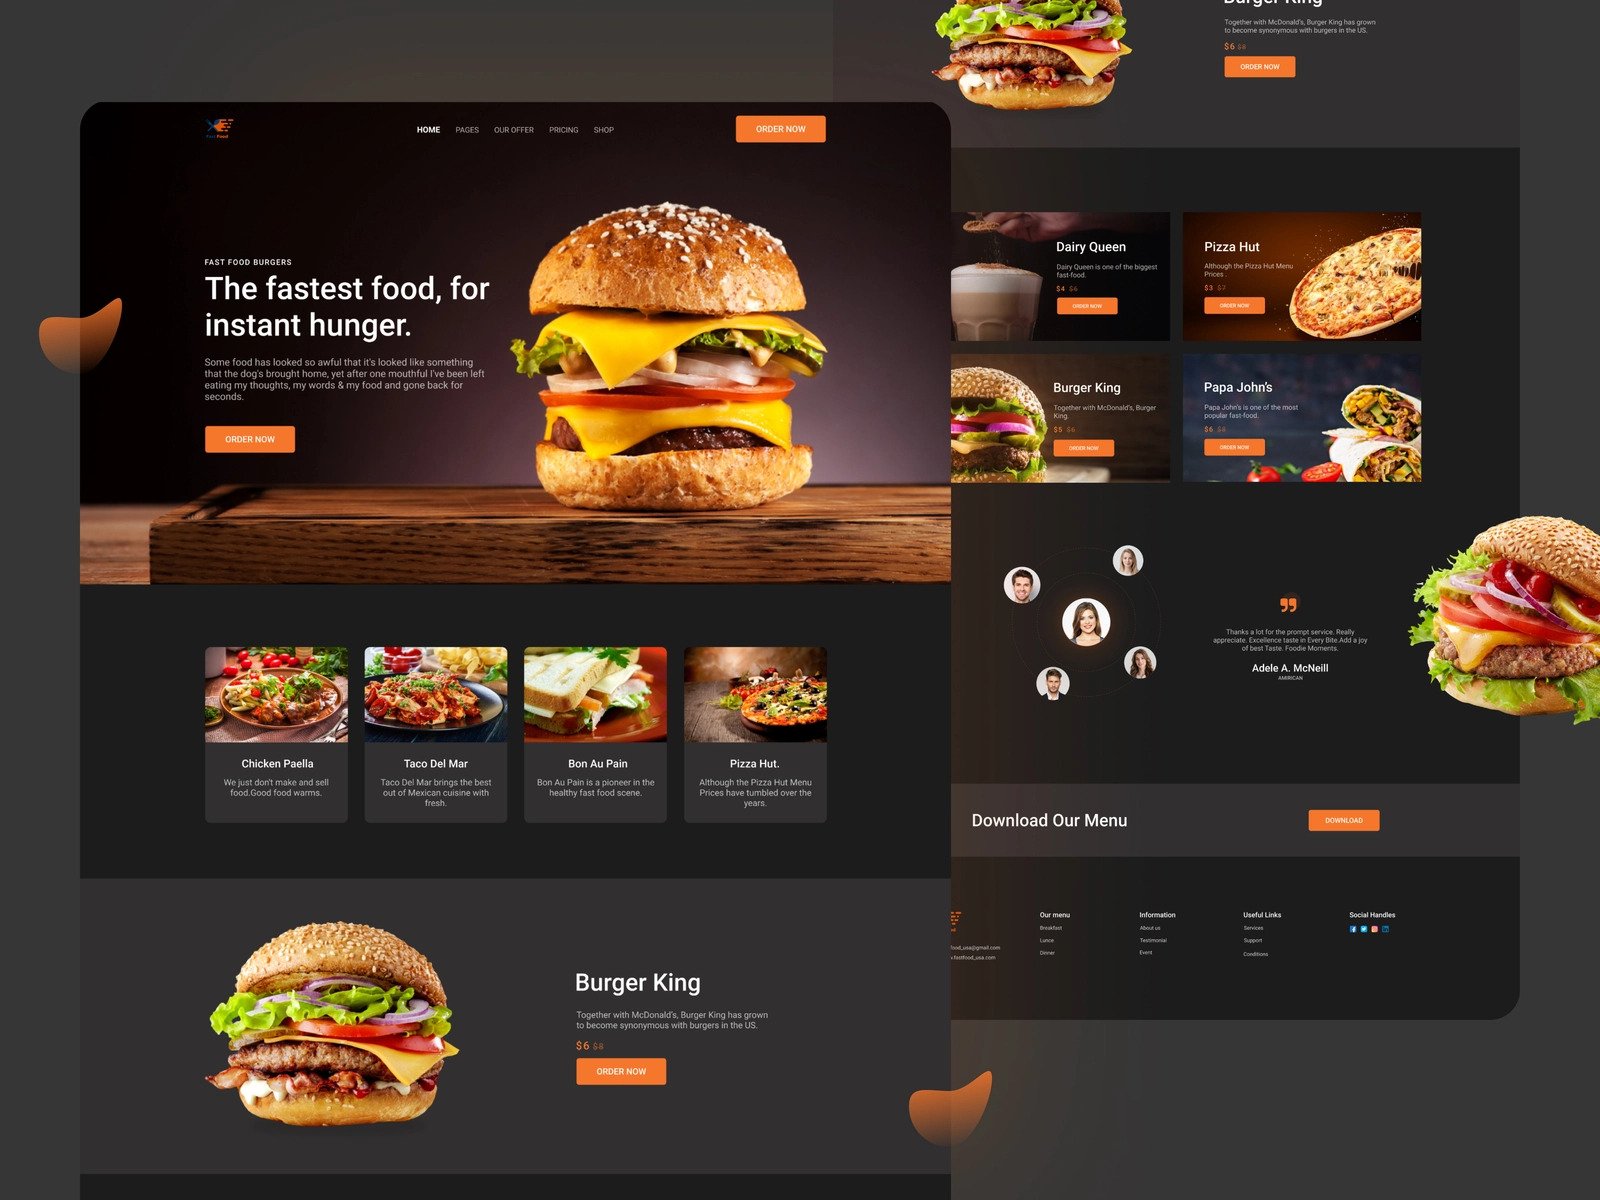 Fast Food
HOME
PAGES
OUR OFFER
PRICING
SHOP
ORDER NOW
FAST FOOD BURGERS
The fastest food, for
instant hunger.
Some food has looked so awful that it's looked like something
that the dog's brought home, yet after one mouthful I've been left
eating my thoughts, my words & my food and gone back for
seconds.
ORDER NOW
Chicken Paella
We just don't make and sell
food.Good food warms.
Taco Del Mar
Taco Del Mar brings the best
out of Mexican cuisine with
fresh.
Bon Au Pain
Bon Au Pain is a pioneer in the
healthy fast food scene.
Pizza Hut.
Although the Pizza Hut Menu
Prices have tumbled over the
years.
Burger King
Together with McDonald's, Burger King has grown
to become synonymous with burgers in the US.
$6 $8
ORDER NOW
Burger King
Together with McDonald's, Burger King has grown
to become synonymous with burgers in the US.
$6 $8
ORDER NOW
Dairy Queen
Dairy Queen is one of the biggest
fast-food.
$4 $6
ORDER NOW
Pizza Hut
Although the Pizza Hut Menu
Prices .
$3 $7
ORDER NOW
Burger King
Together with McDonald's, Burger
King.
$5 $6
ORDER NOW
Papa John's
Papa John's is one of the most
popular fast-food.
$6 $8
ORDER NOW
Thanks a lot for the prompt service. Really
appreciate. Excellence taste in Every Bite.Add a joy
of best Taste. Foodie Moments.
Adele A. McNeill
AMIRICAN
Download Our Menu
DOWNLOAD
food_usa@gmail.com
.fastfood_usa.com
Our menu
Breakfast
Lunce
Dinner
Information
About us
Testimonial
Event
Useful Links
Services
Support
Conditions
Social Handles